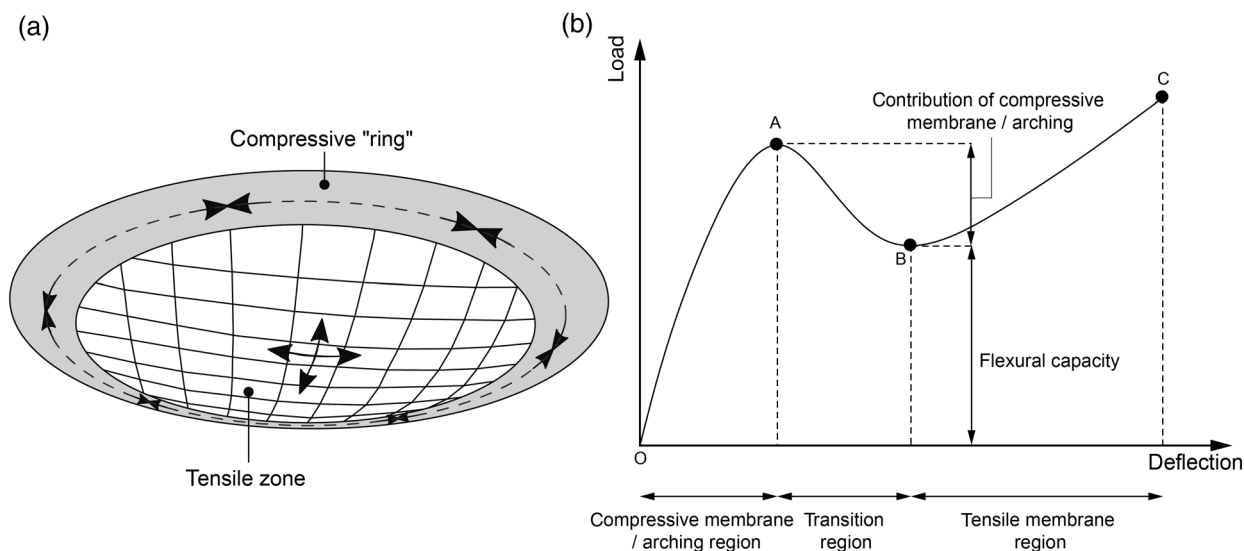 (a)
Compressive "ring"
Tensile zone
(b)
Load
A
Contribution of compressive
membrane / arching
C
B
Flexural capacity
O
Deflection
Compressive membrane
/ arching region
Transition
region
Tensile membrane
region